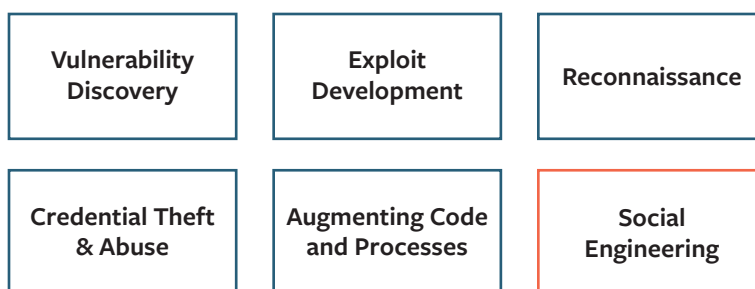 Vulnerability
Discovery
Exploit
Development
Reconnaissance
Credential Theft
& Abuse
Augmenting Code
and Processes
Social
Engineering